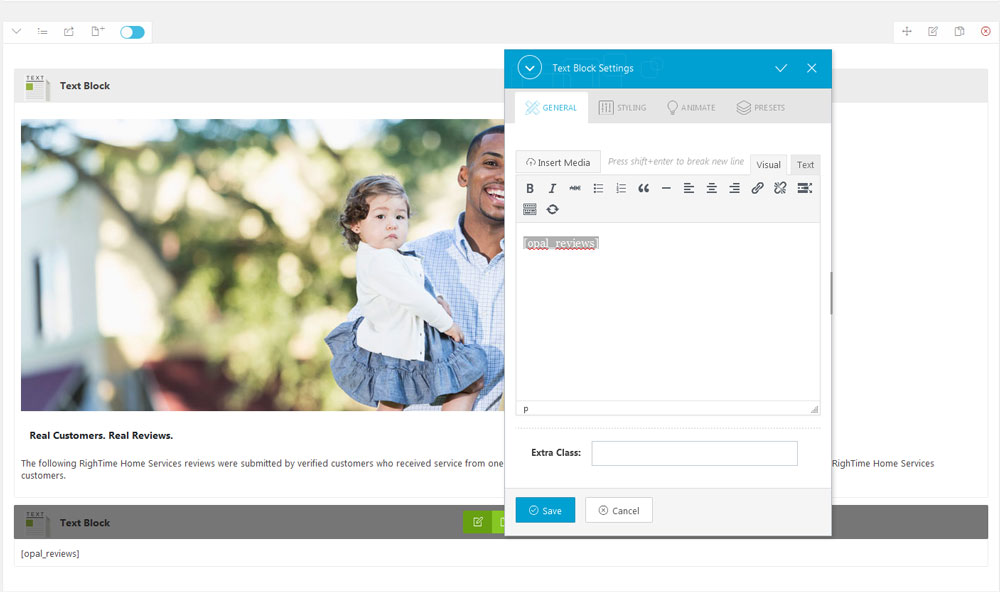 TEXT
Text Block
Real Customers. Real Reviews.
The following RighTime Home Services reviews were submitted by verified customers who received service from one
RighTime Home Services
customers.
TEXT
Text Block
[opal_reviews]
Text Block Settings
GENERAL
STYLING
ANIMATE
PRESETS
Insert Media
Press shift+enter to break new line
Visual
Text
B
I
ABC
[opal_reviews]
p
Extra Class:
Save
Cancel